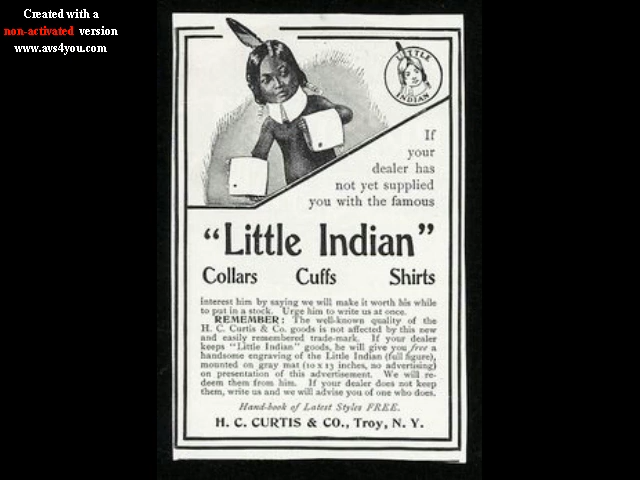 Created with a
non-activated version
www.avs4you.com
LITTLE
INDIAN
If
your
dealer has
not yet supplied
you with the famous
"Little Indian"
Collars Cuffs Shirts
interest him by saying we will make it worth his while
to put in a stock. Urge him to write us at once.
REMEMBER: The well-known quality of the
H. C. Curtis & Co. goods is not affected by this new
and easily remembered trade-mark. If your dealer
keeps "Little Indian" goods, he will give you free a
handsome engraving of the Little Indian (full figure),
mounted on gray mat (10 x 13 inches, no advertising)
on presentation of this advertisement. We will re-
deem them from him. If your dealer does not keep
them, write us and we will advise you of one who does.
Hand-book of Latest Styles FREE.
H. C. CURTIS & CO., Troy, N. Y.